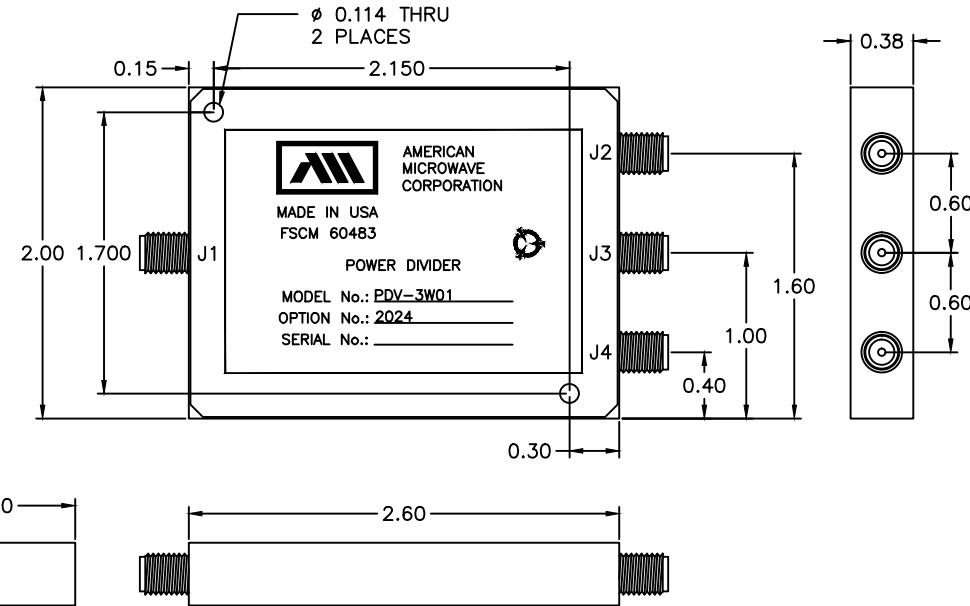 ø 0.114 THRU
2 PLACES
0.15
2.150
0.38
AMERICAN
MICROWAVE
CORPORATION
MADE IN USA
FSCM 60483
POWER DIVIDER
MODEL No.: PDV-3W01
OPTION No.: 2024
SERIAL No.:
J1
J2
J3
J4
2.00
1.700
1.60
1.00
0.40
0.30
0.60
0.60
2.60